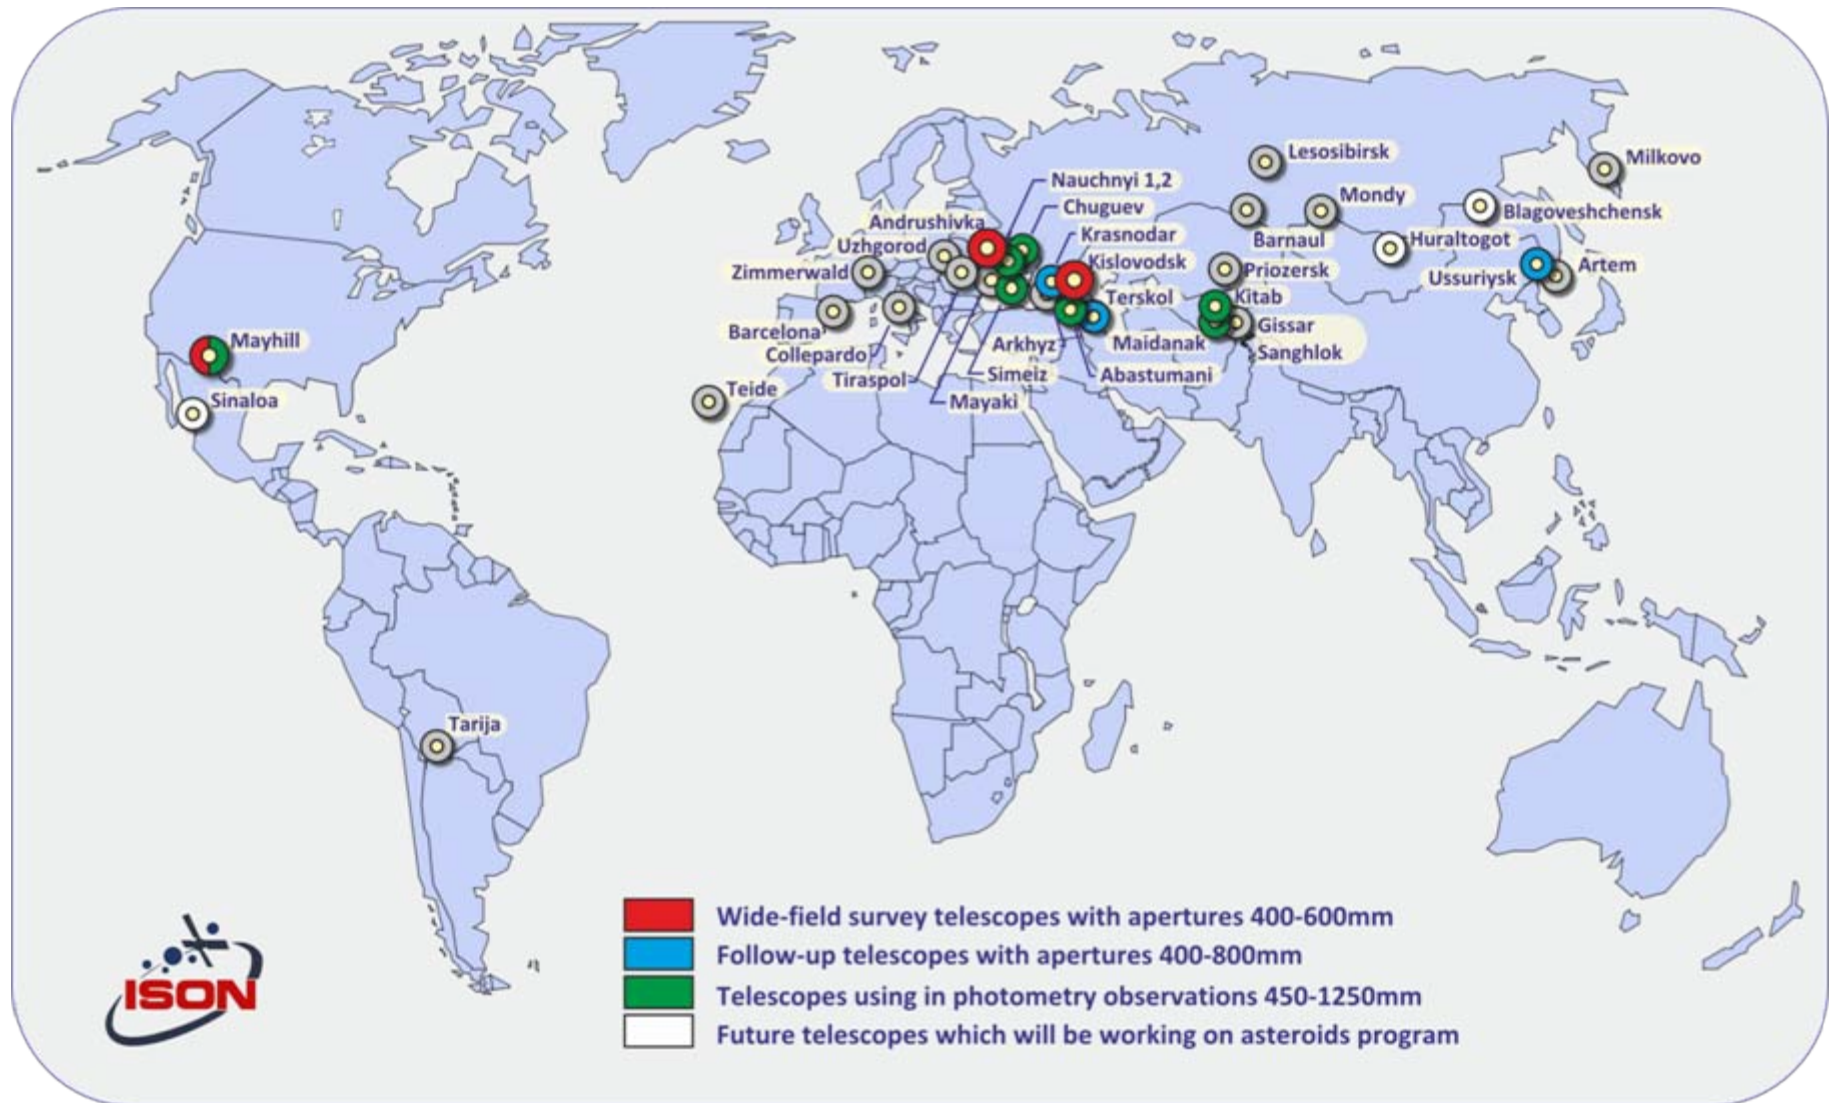 Lesosibirsk
Milkovo
Nauchnyi 1,2
Mondy
Chuguev
Blagoveshchensk
Andrushivka
Krasnodar
Barnaul
Huraltogot
Uzhgorod
Kislovodsk
Zimmerwald
Priozersk
Artem
Ussuriysk
Terskol
Kitab
Barcelona
Gissar
Mayhill
Arkhyz
Maidanak
Collepardo
Sanghlok
Tiraspol
Simeiz
Abastumani
Teide
Sinaloa
Mayaki
Tarija
Wide-field survey telescopes with apertures 400-600mm
Follow-up telescopes with apertures 400-800mm
Telescopes using in photometry observations 450-1250mm
Future telescopes which will be working on asteroids program
ISON